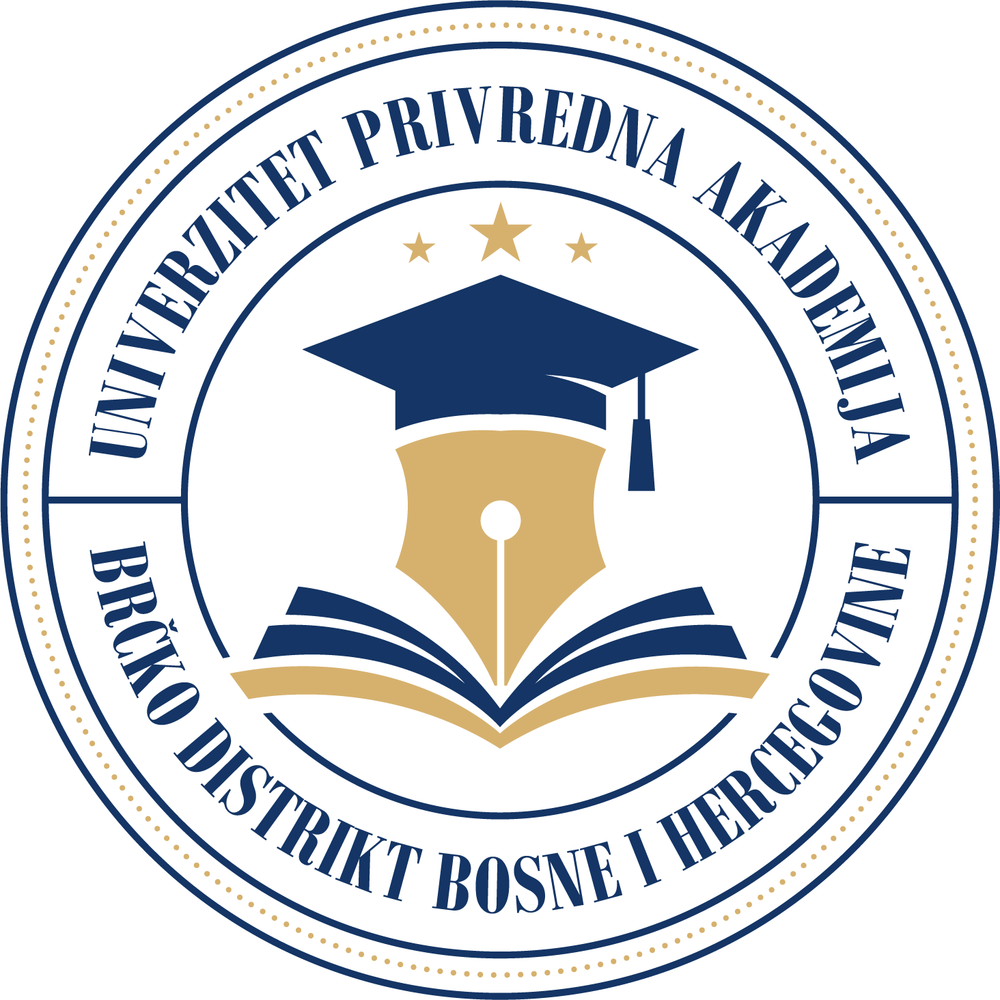 UNIVERZITET PRIVREDNA AKADEMIJA
BRČKO DISTRIKT BOSNE I HERCEGOVINE